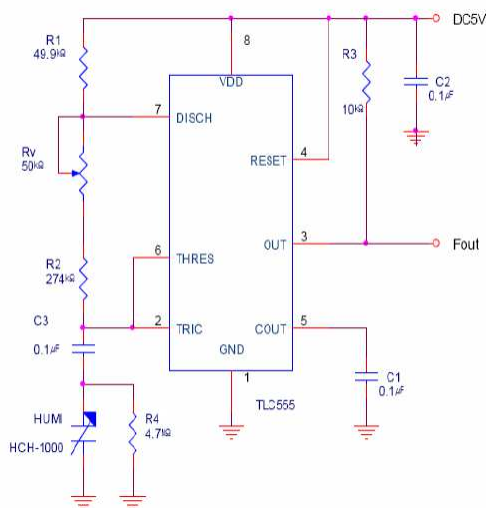 DC5V
R1
49.9kΩ
8
VDD
R3
10kΩ
C2
0.1µF
7
DISCH
Rv
50kΩ
RESET
4
6
THRES
OUT
3
Fout
R2
274kΩ
C3
0.1µF
2
TRIC
COUT
5
GND
1
TLC555
C1
0.1µF
HUMI
HCH-1000
R4
4.7kΩ